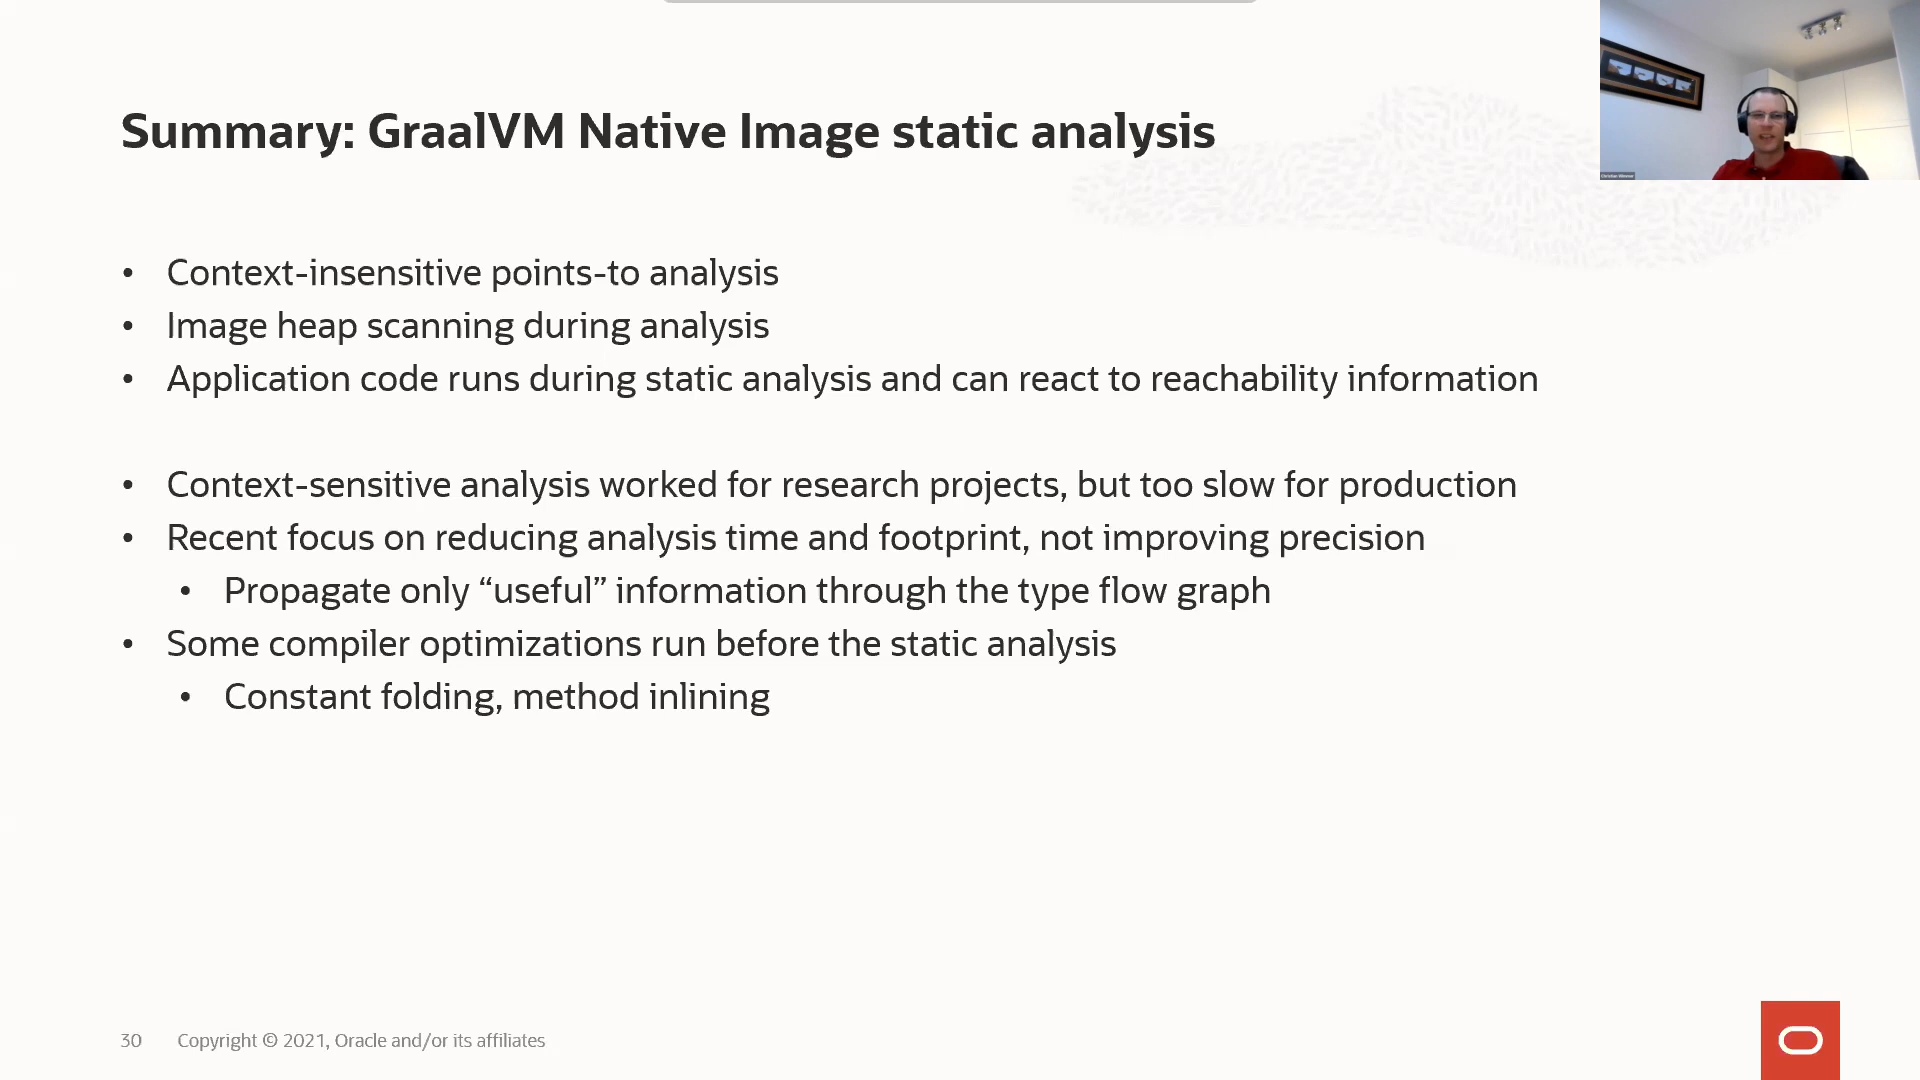 Summary: GraalVM Native Image static analysis
• Context-insensitive points-to analysis
• Image heap scanning during analysis
• Application code runs during static analysis and can react to reachability information
• Context-sensitive analysis worked for research projects, but too slow for production
• Recent focus on reducing analysis time and footprint, not improving precision
• Propagate only “useful” information through the type flow graph
• Some compiler optimizations run before the static analysis
• Constant folding, method inlining
30 Copyright © 2021, Oracle and/or its affiliates